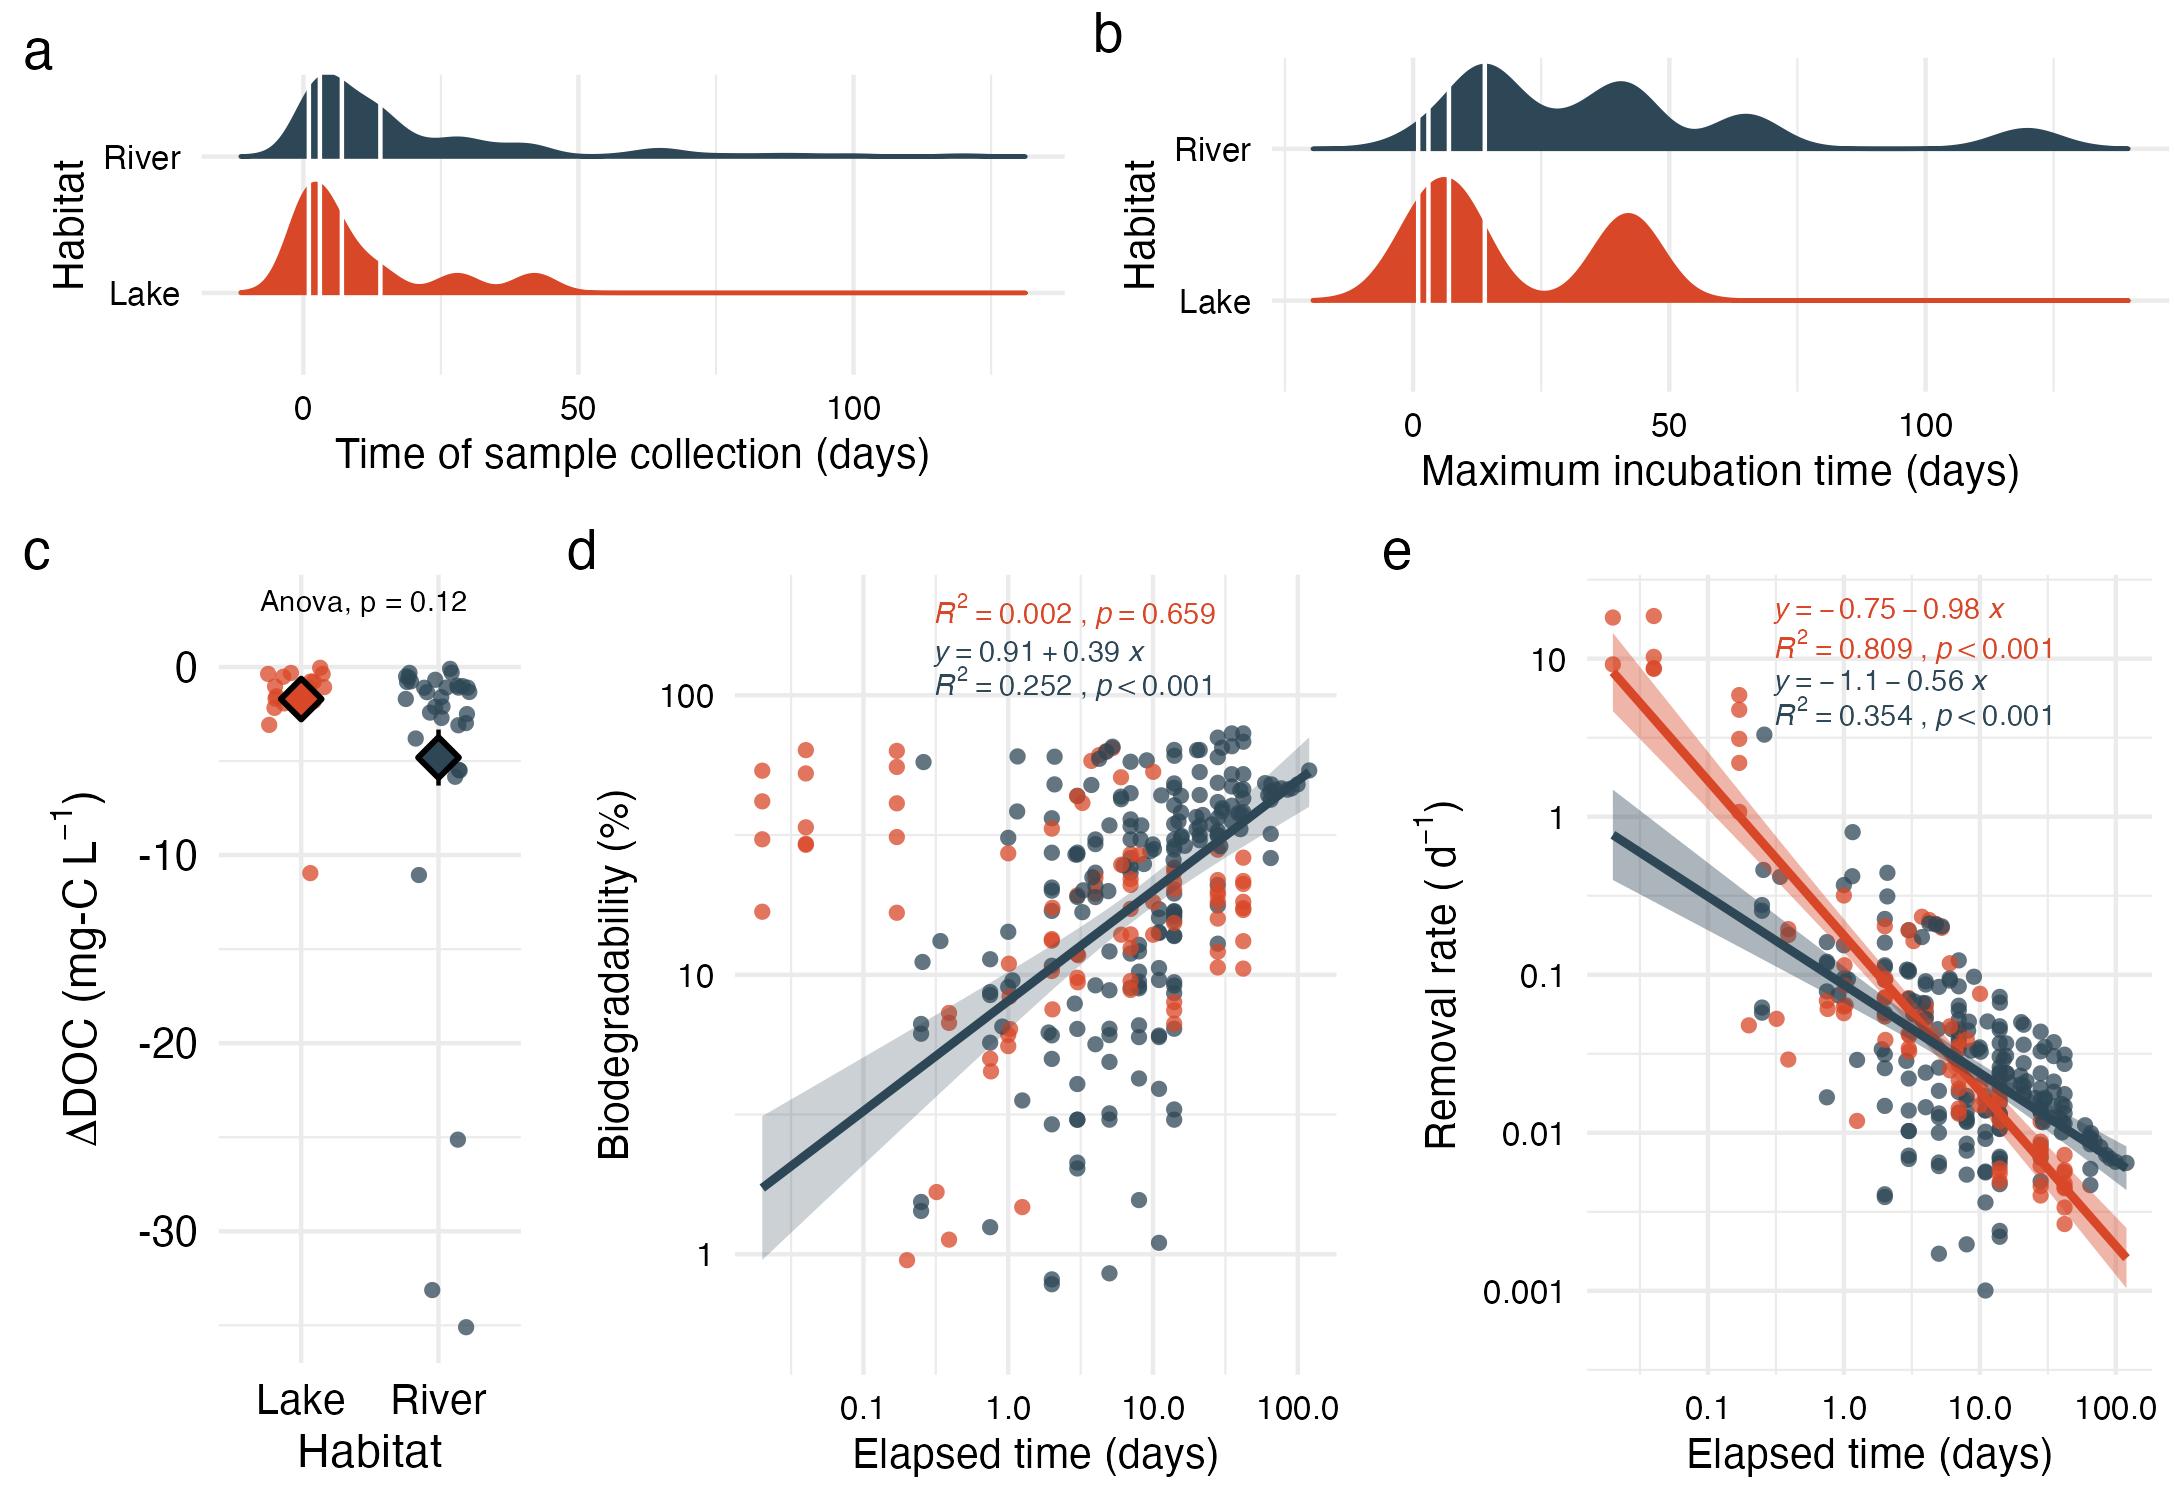 a
River
Lake
Habitat
0 50 100
Time of sample collection (days)
b
River
Lake
Habitat
0 50 100
Maximum incubation time (days)
c
Anova, p = 0.12
0
-10
-20
-30
ΔDOC (mg-C L⁻¹)
Lake River
Habitat
d
R² = 0.002 , p = 0.659
y = 0.91 + 0.39 x
R² = 0.252 , p < 0.001
100
10
1
Biodegradability (%)
0.1 1.0 10.0 100.0
Elapsed time (days)
e
y = −0.75 − 0.98 x
R² = 0.809 , p < 0.001
y = −1.1 − 0.56 x
R² = 0.354 , p < 0.001
10
1
0.1
0.01
0.001
Removal rate ( d⁻¹)
0.1 1.0 10.0 100.0
Elapsed time (days)